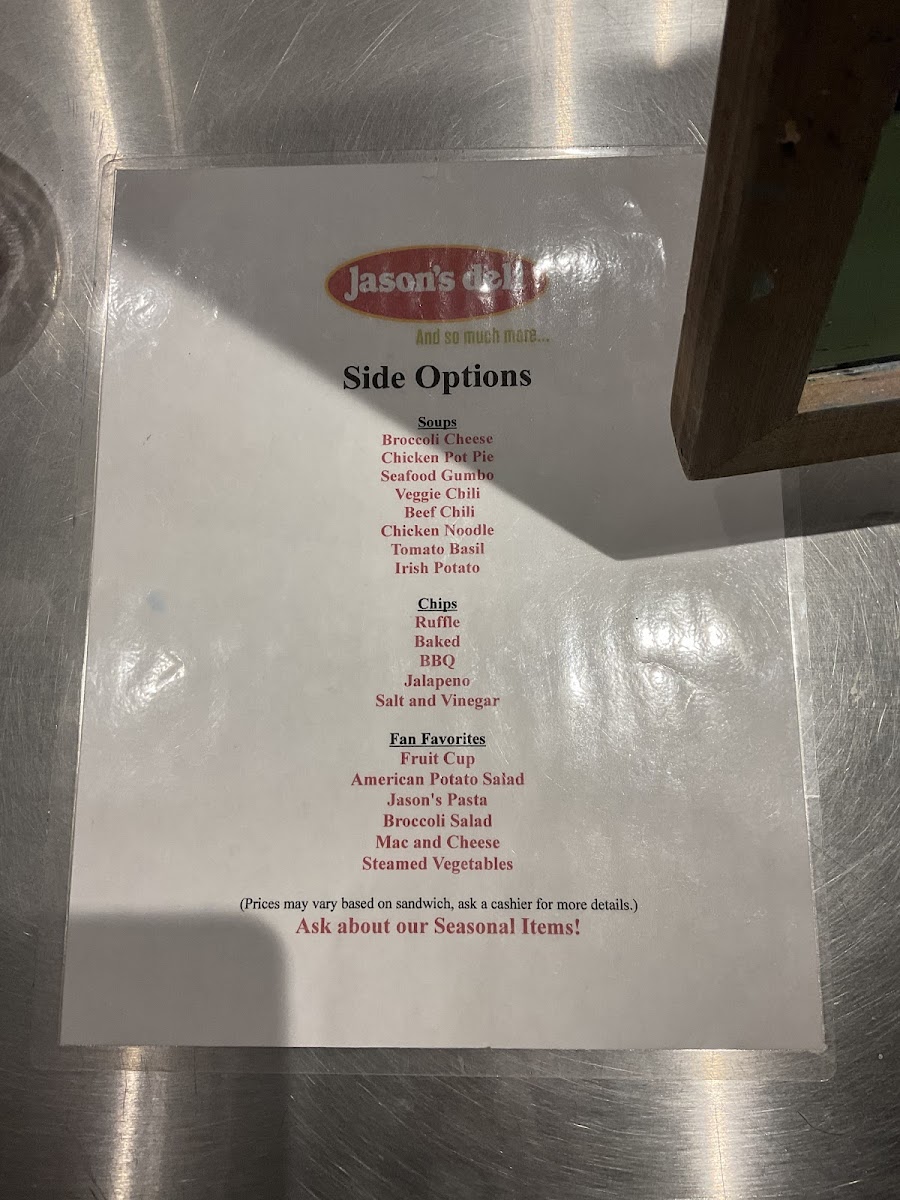 Jason's deli
And so much more...
Side Options
Soups
Broccoli Cheese
Chicken Pot Pie
Seafood Gumbo
Veggie Chili
Beef Chili
Chicken Noodle
Tomato Basil
Irish Potato
Chips
Ruffle
Baked
BBQ
Jalapeno
Salt and Vinegar
Fan Favorites
Fruit Cup
American Potato Salad
Jason's Pasta
Broccoli Salad
Mac and Cheese
Steamed Vegetables
(Prices may vary based on sandwich, ask a cashier for more details.)
Ask about our Seasonal Items!